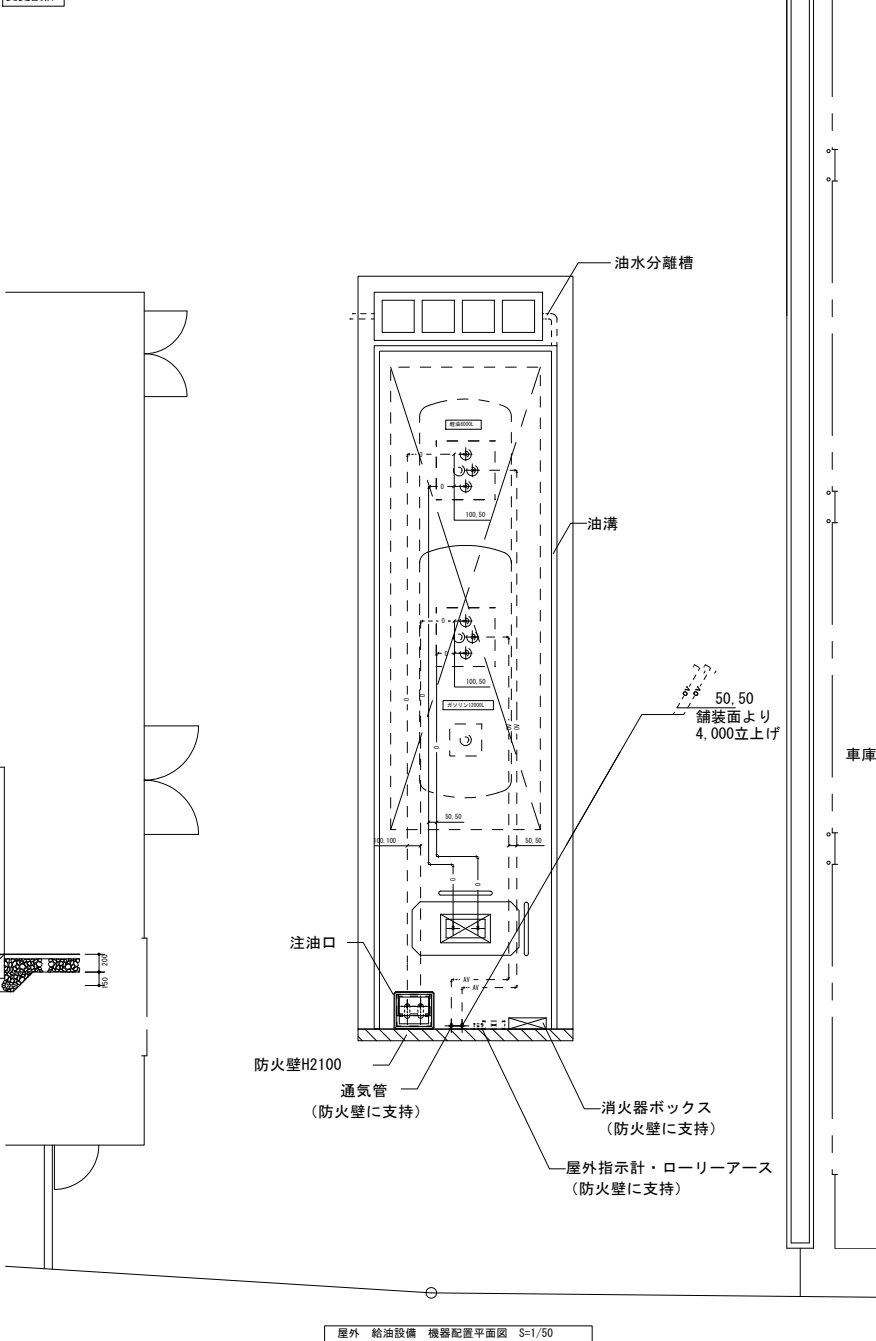 油水分離槽
軽油8000L
O
O
100,50
油溝
O
O
100,50
50,50
舗装面より
4,000立上げ
ガソリン12000L
車庫
O
O
O
AV
AV
50,50
100,100
50,50
O
O
注油口
200
150
AV
AV
防火壁H2100
通気管
(防火壁に支持)
消火器ボックス
(防火壁に支持)
屋外指示計・ローリーアース
(防火壁に支持)
屋外 給油設備 機器配置平面図 S=1/50